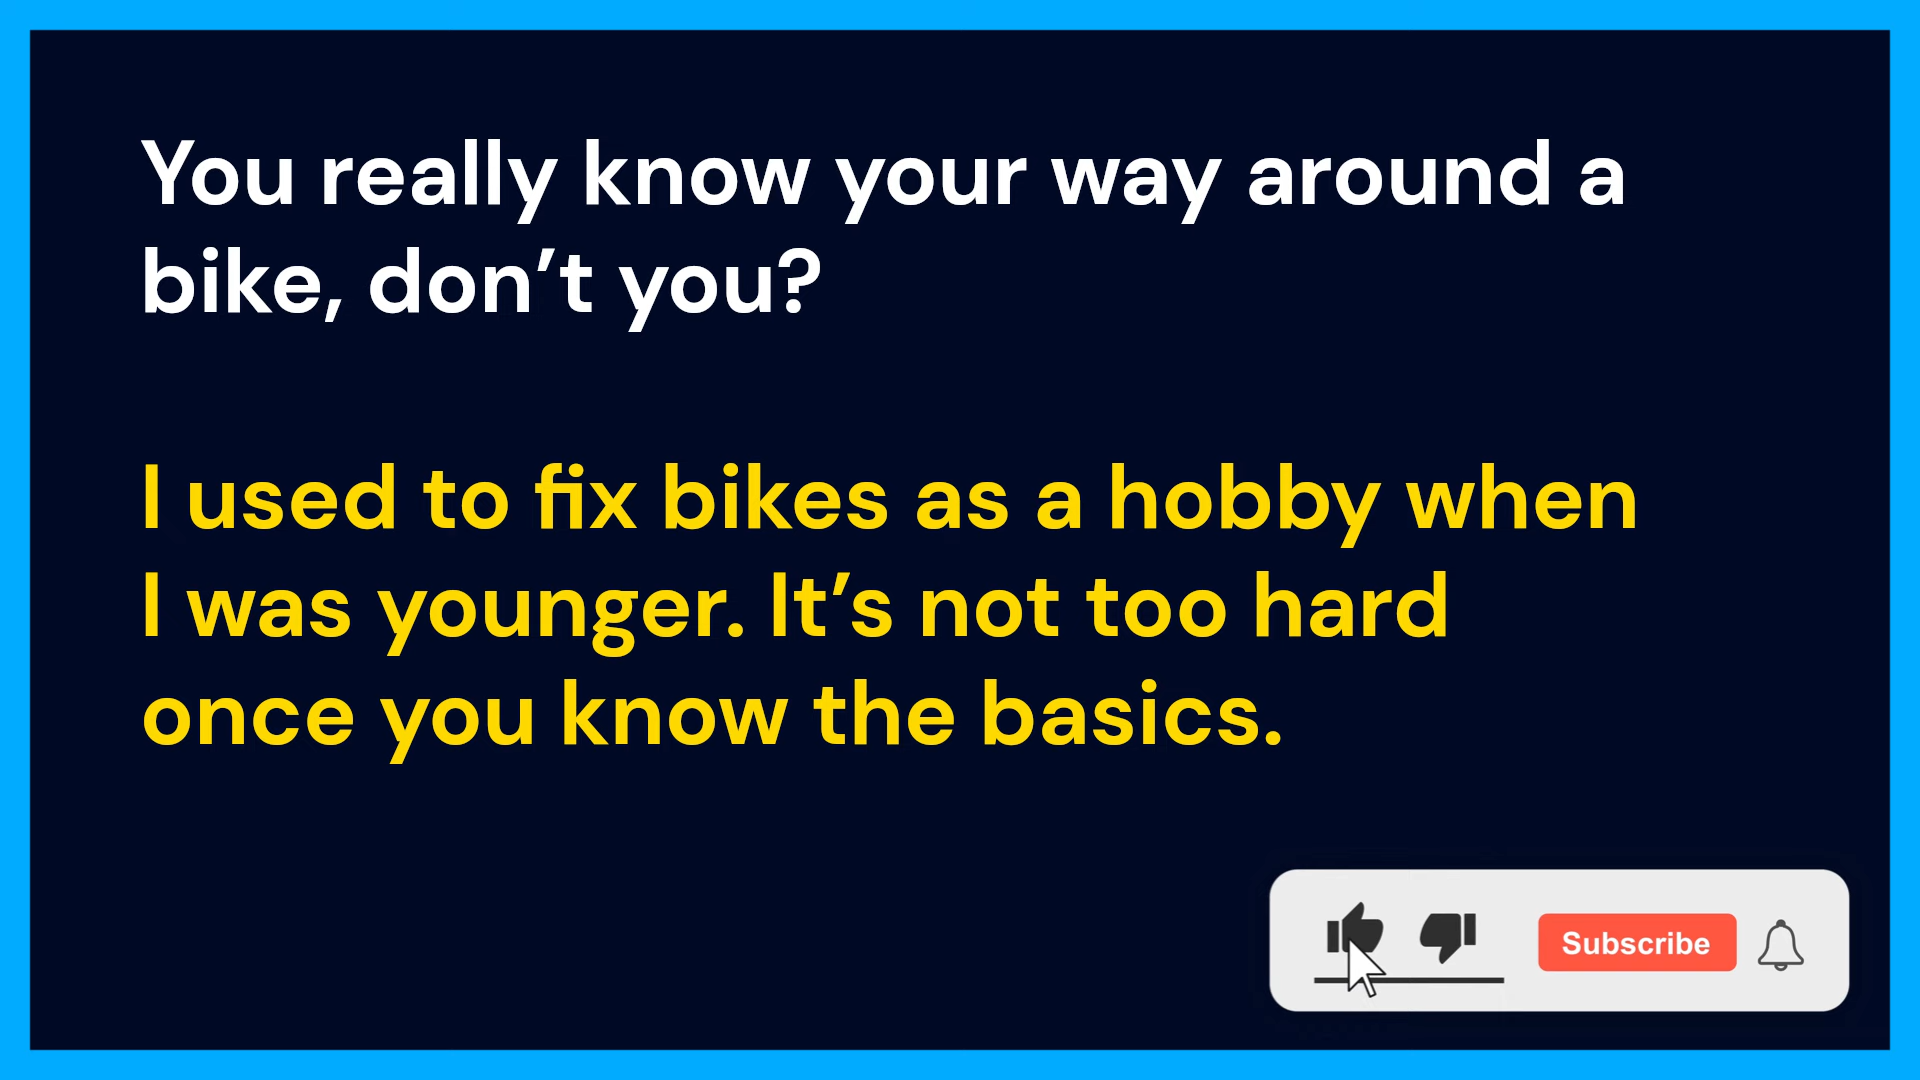 You really know your way around a
bike, don’t you?
I used to fix bikes as a hobby when
I was younger. It’s not too hard
once you know the basics.
Subscribe